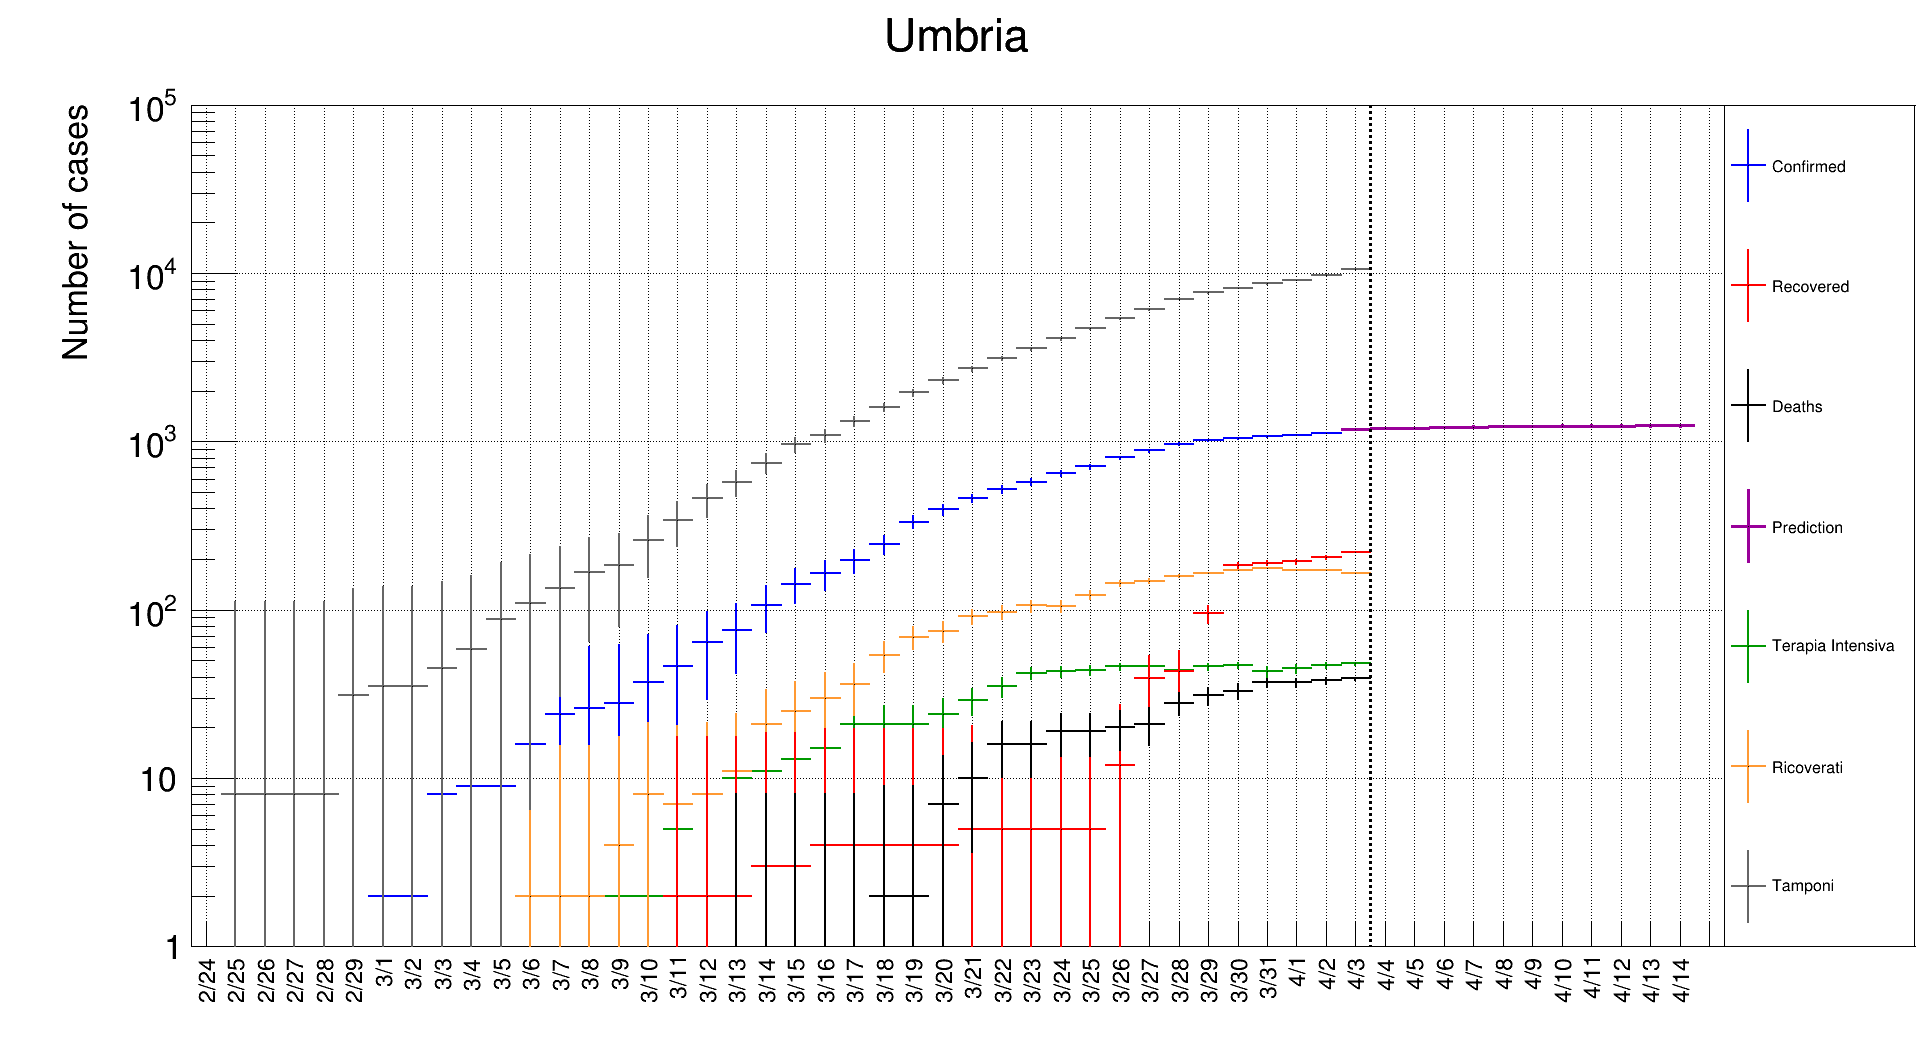 Umbria
Number of cases
10^5
10^4
10^3
10^2
10
1
2/24 2/25 2/26 2/27 2/28 2/29 3/1 3/2 3/3 3/4 3/5 3/6 3/7 3/8 3/9 3/10 3/11 3/12 3/13 3/14 3/15 3/16 3/17 3/18 3/19 3/20 3/21 3/22 3/23 3/24 3/25 3/26 3/27 3/28 3/29 3/30 3/31 4/1 4/2 4/3 4/4 4/5 4/6 4/7 4/8 4/9 4/10 4/11 4/12 4/13 4/14
Confirmed
Recovered
Deaths
Prediction
Terapia Intensiva
Ricoverati
Tamponi